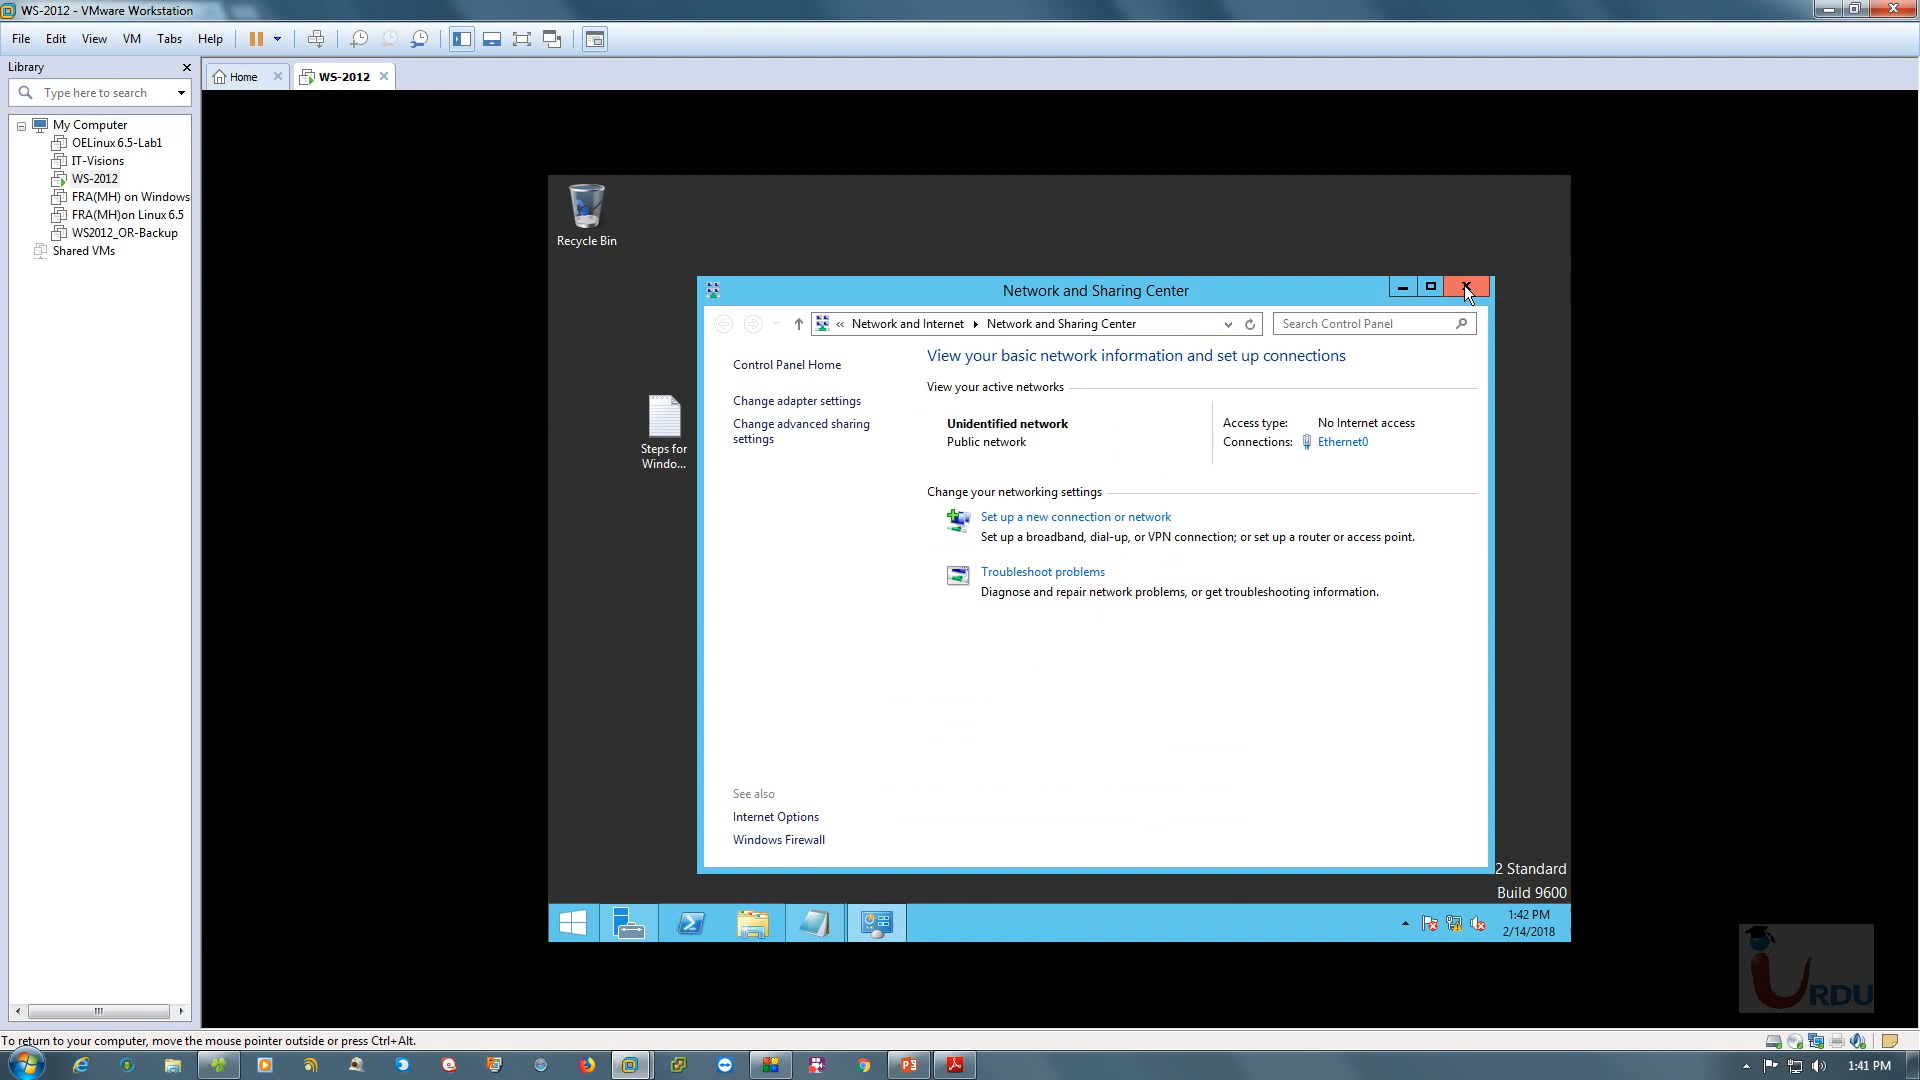 WS-2012 - VMware Workstation
File Edit View VM Tabs Help
Library
Home
WS-2012
Type here to search
My Computer
OELinux 6.5-Lab1
IT-Visions
WS-2012
FRA(MH) on Windows
FRA(MH)on Linux 6.5
WS2012_OR-Backup
Shared VMs
Recycle Bin
Steps for
Windo...
Network and Sharing Center
« Network and Internet Network and Sharing Center
Search Control Panel
Control Panel Home
Change adapter settings
Change advanced sharing
settings
View your basic network information and set up connections
View your active networks
Unidentified network
Public network
Access type: No Internet access
Connections: Ethernet0
Change your networking settings
Set up a new connection or network
Set up a broadband, dial-up, or VPN connection; or set up a router or access point.
Troubleshoot problems
Diagnose and repair network problems, or get troubleshooting information.
See also
Internet Options
Windows Firewall
2 Standard
Build 9600
1:42 PM
2/14/2018
URDU
To return to your computer, move the mouse pointer outside or press Ctrl+Alt.
1:41 PM